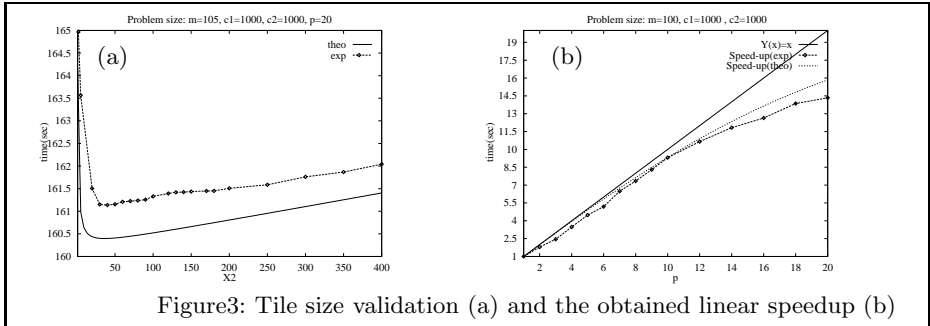 Problem size: m=105, c1=1000, c2=1000, p=20
165
164.5
164
163.5
163
162.5
162
161.5
161
160.5
160
time(sec)
(a)
theo
exp
50 100 150 200 250 300 350 400
X2
Problem size: m=100, c1=1000 , c2=1000
19
17.5
16
14.5
13
11.5
10
8.5
7
5.5
4
2.5
1
time(sec)
(b)
Y(x)=x
Speed-up(exp)
Speed-up(theo)
2 4 6 8 10 12 14 16 18 20
p
Figure3: Tile size validation (a) and the obtained linear speedup (b)